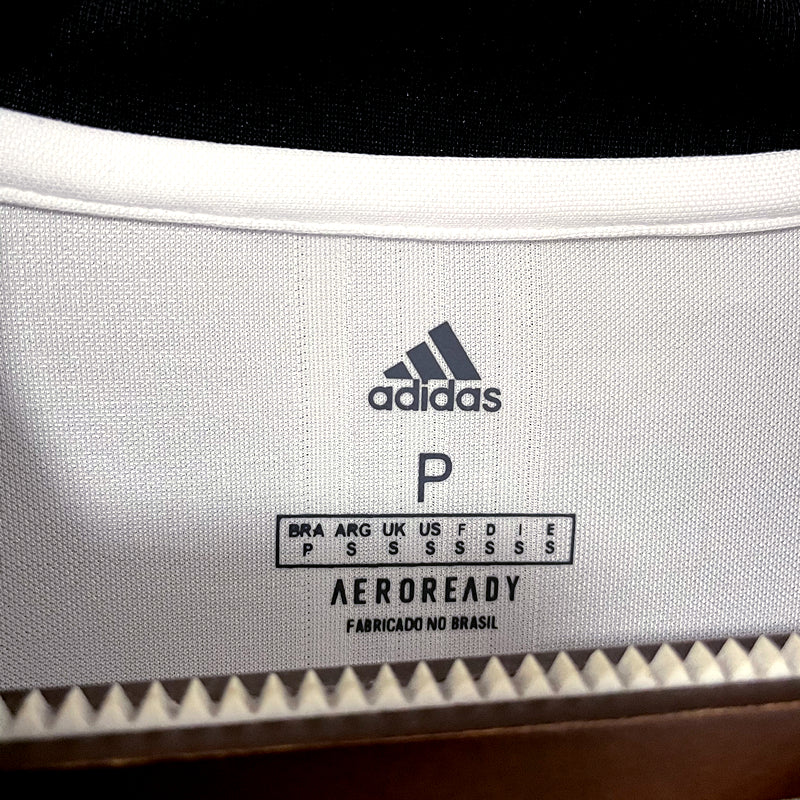 adidas
P
BRA ARG UK US F D I E
P S S S S S S S
AEROREADY
FABRICADO NO BRASIL